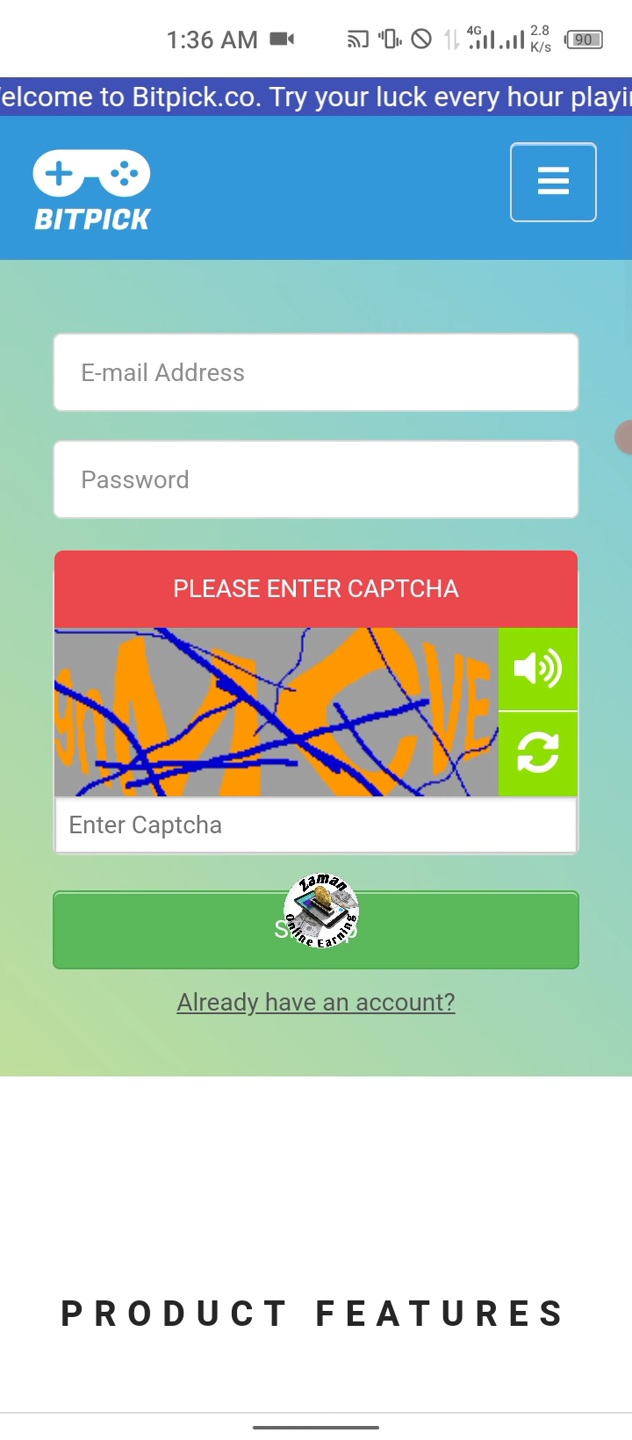 1:36 AM
4G
2.8
K/s
90
elcome to Bitpick.co. Try your luck every hour playi
BITPICK
E-mail Address
Password
PLEASE ENTER CAPTCHA
Enter Captcha
Zaman
Online Earning
Already have an account?
PRODUCT FEATURES